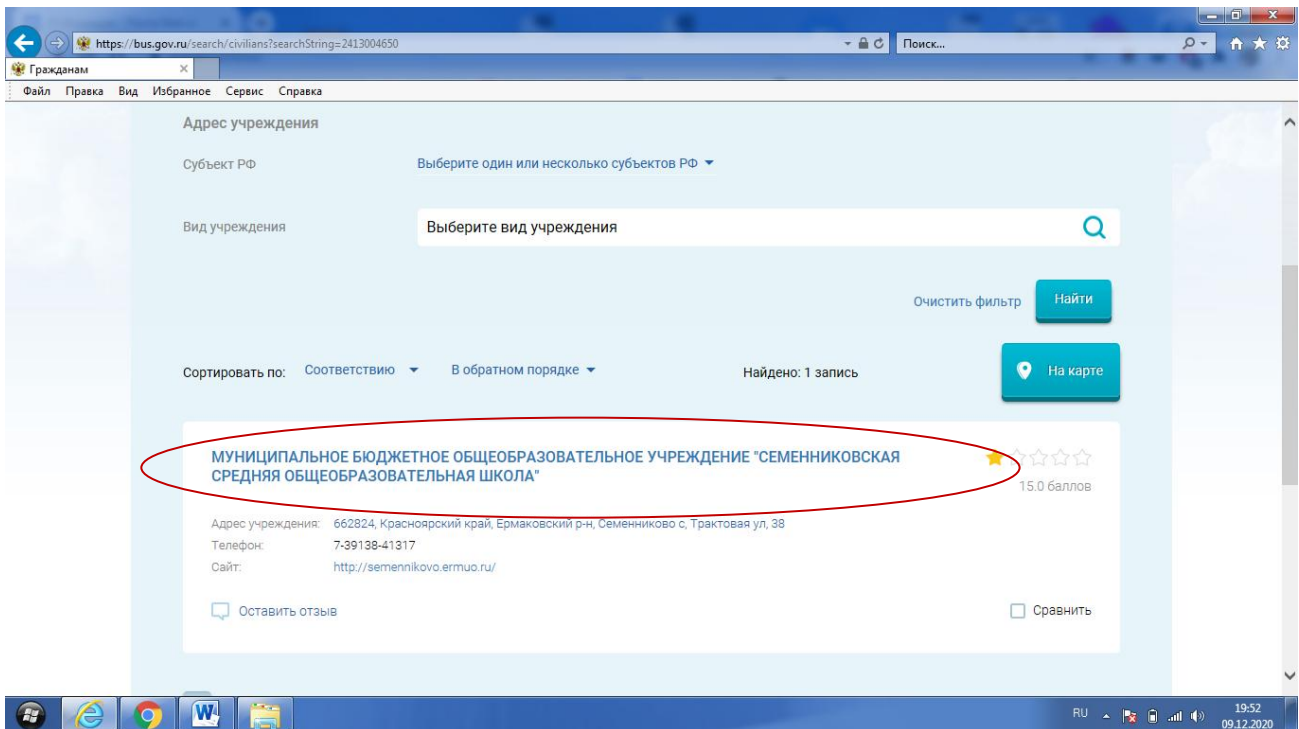 https://bus.gov.ru/search/civilians?searchString=2413004650
Поиск...
Гражданам
Файл Правка Вид Избранное Сервис Справка
Адрес учреждения
Субъект РФ Выберите один или несколько субъектов РФ
Вид учреждения Выберите вид учреждения
Очистить фильтр Найти
Сортировать по: Соответствию В обратном порядке Найдено: 1 запись На карте
МУНИЦИПАЛЬНОЕ БЮДЖЕТНОЕ ОБЩЕОБРАЗОВАТЕЛЬНОЕ УЧРЕЖДЕНИЕ "СЕМЕННИКОВСКАЯ
СРЕДНЯЯ ОБЩЕОБРАЗОВАТЕЛЬНАЯ ШКОЛА"
15.0 баллов
Адрес учреждения: 662824, Красноярский край, Ермаковский р-н, Семенниково с, Трактовая ул, 38
Телефон: 7-39138-41317
Сайт: http://semennikovo.ermuo.ru/
Оставить отзыв Сравнить
RU 19:52
09.12.2020